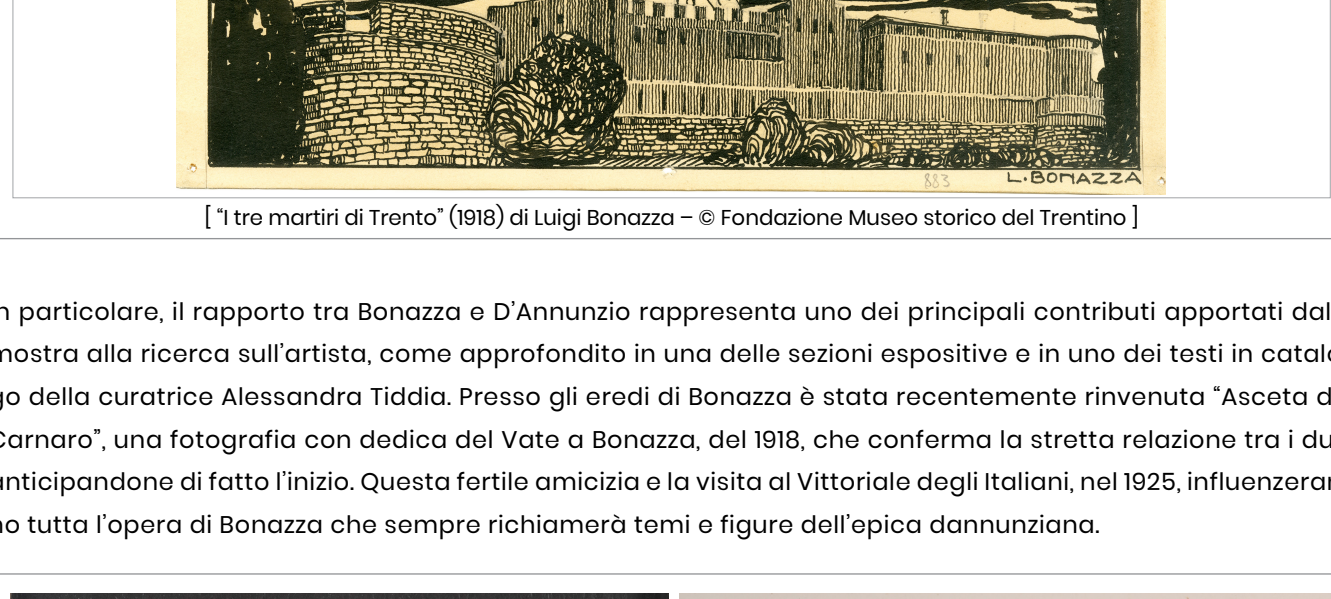 883 L. BONAZZA
[ “I tre martiri di Trento” (1918) di Luigi Bonazza – © Fondazione Museo storico del Trentino ]
n particolare, il rapporto tra Bonazza e D’Annunzio rappresenta uno dei principali contributi apportati dal
mostra alla ricerca sull’artista, come approfondito in una delle sezioni espositive e in uno dei testi in catal
go della curatrice Alessandra Tiddia. Presso gli eredi di Bonazza è stata recentemente rinvenuta “Asceta d
Carnaro”, una fotografia con dedica del Vate a Bonazza, del 1918, che conferma la stretta relazione tra i du
anticipandone di fatto l’inizio. Questa fertile amicizia e la visita al Vittoriale degli Italiani, nel 1925, influenzera
no tutta l’opera di Bonazza che sempre richiamerà temi e figure dell’epica dannunziana.